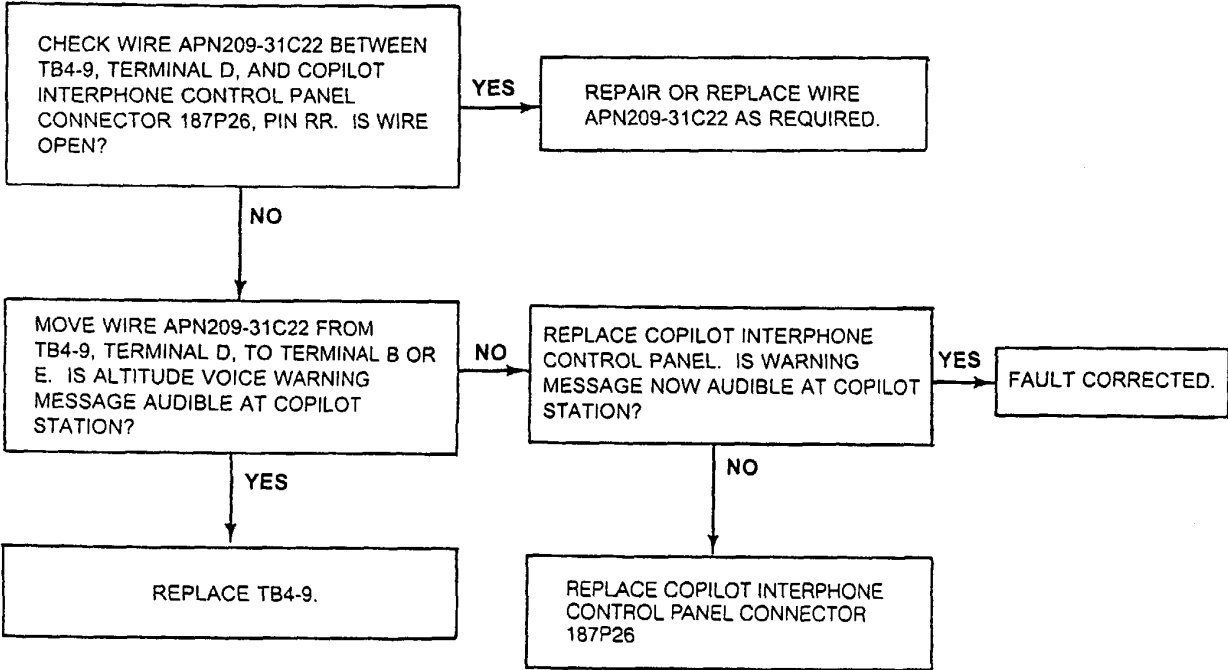 CHECK WIRE APN209-31C22 BETWEEN
TB4-9, TERMINAL D, AND COPILOT
INTERPHONE CONTROL PANEL
CONNECTOR 187P26, PIN RR. IS WIRE
OPEN?
YES
REPAIR OR REPLACE WIRE
APN209-31C22 AS REQUIRED.
NO
MOVE WIRE APN209-31C22 FROM
TB4-9, TERMINAL D, TO TERMINAL B OR
E. IS ALTITUDE VOICE WARNING
MESSAGE AUDIBLE AT COPILOT
STATION?
NO
REPLACE COPILOT INTERPHONE
CONTROL PANEL. IS WARNING
MESSAGE NOW AUDIBLE AT COPILOT
STATION?
YES
FAULT CORRECTED.
YES
NO
REPLACE TB4-9.
REPLACE COPILOT INTERPHONE
CONTROL PANEL CONNECTOR
187P26